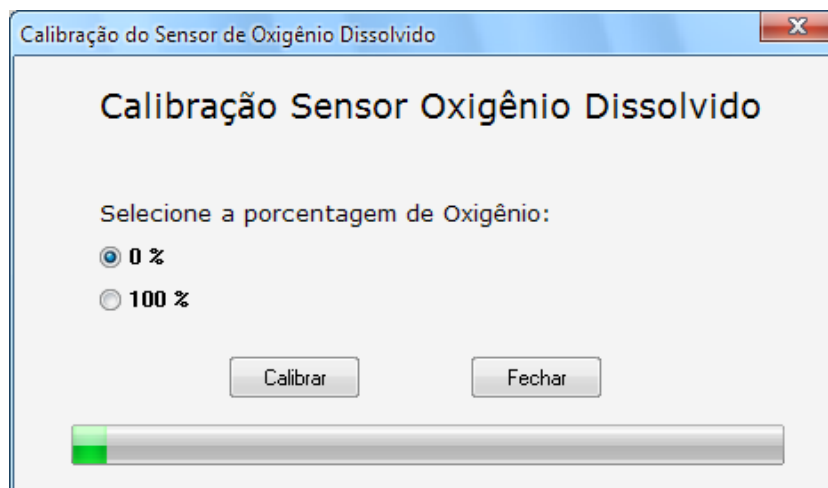 Calibração do Sensor de Oxigênio Dissolvido
Calibração Sensor Oxigênio Dissolvido
Selecione a porcentagem de Oxigênio:
0 %
100 %
Calibrar Fechar